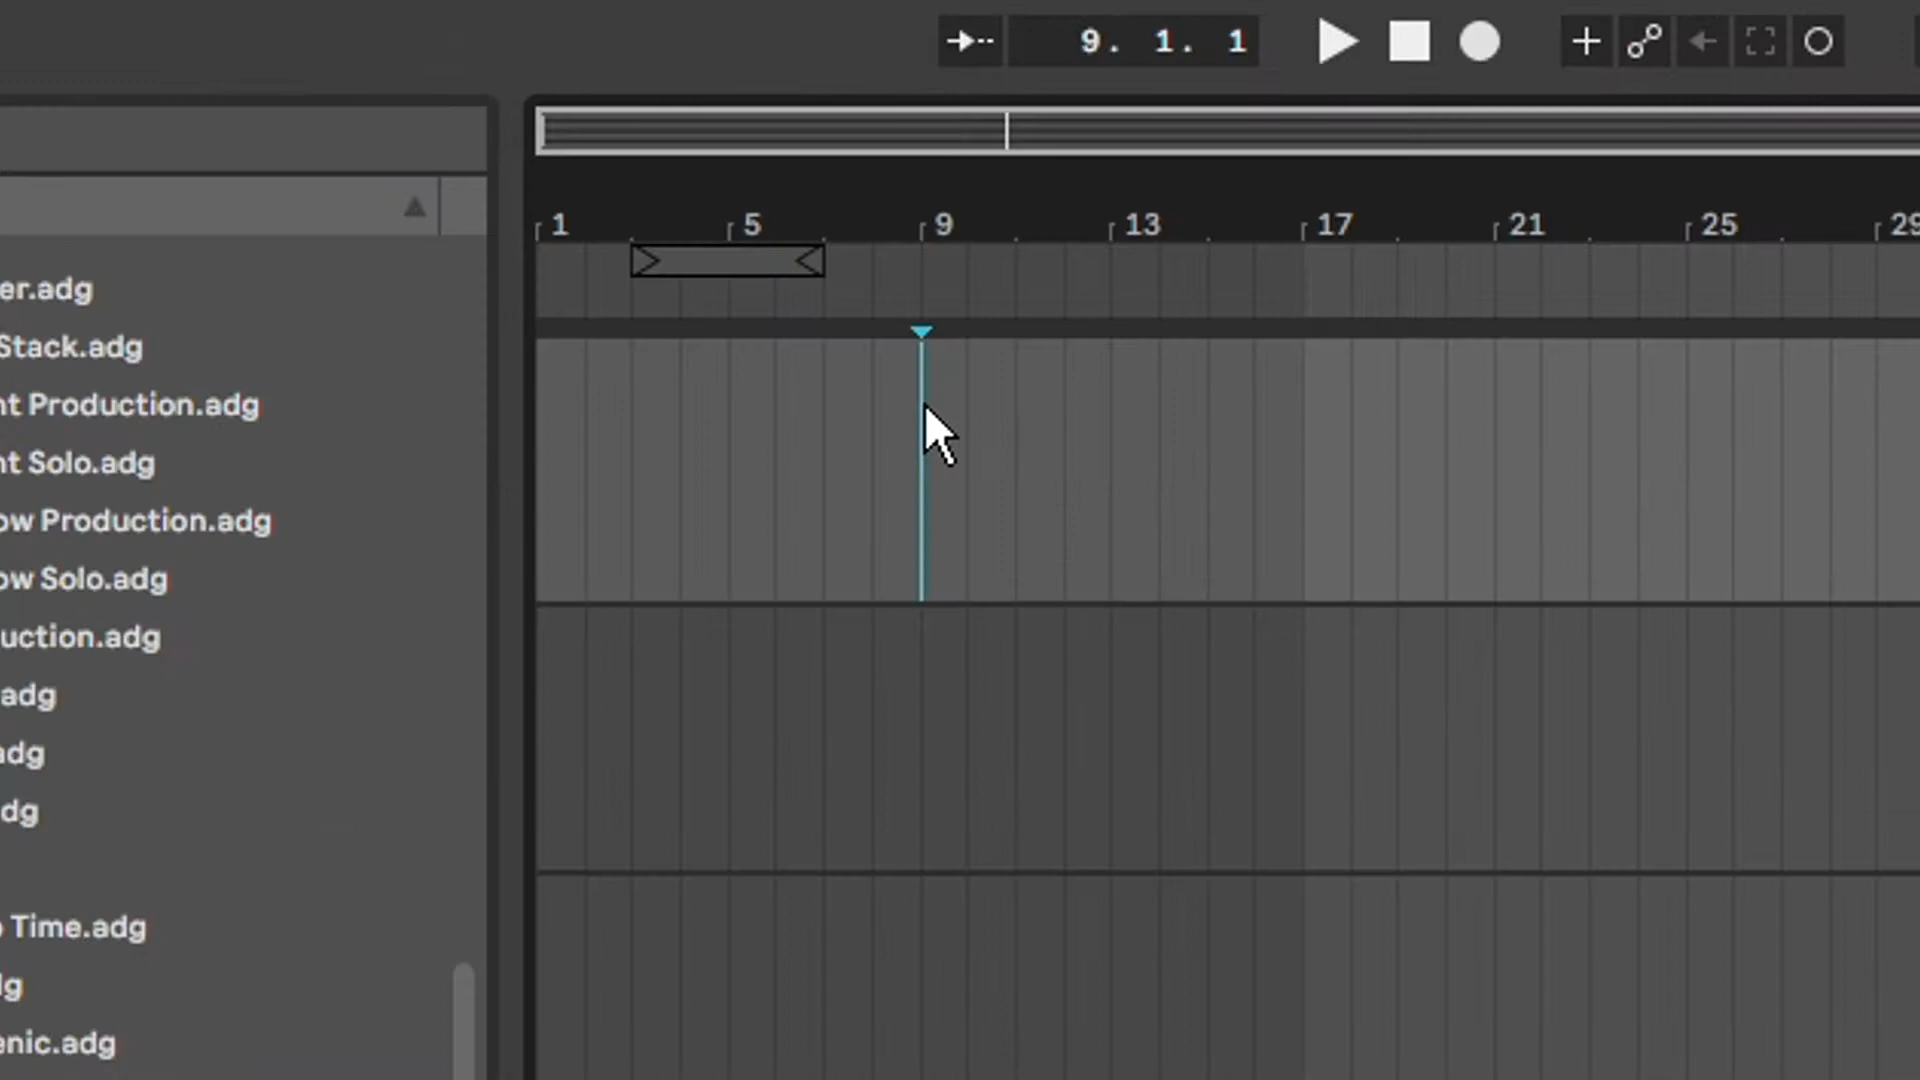 9. 1. 1
1 5 9 13 17 21 25 29
er.adg
Stack.adg
nt Production.adg
nt Solo.adg
ow Production.adg
ow Solo.adg
uction.adg
.adg
adg
dg
o Time.adg
lg
enic.adg